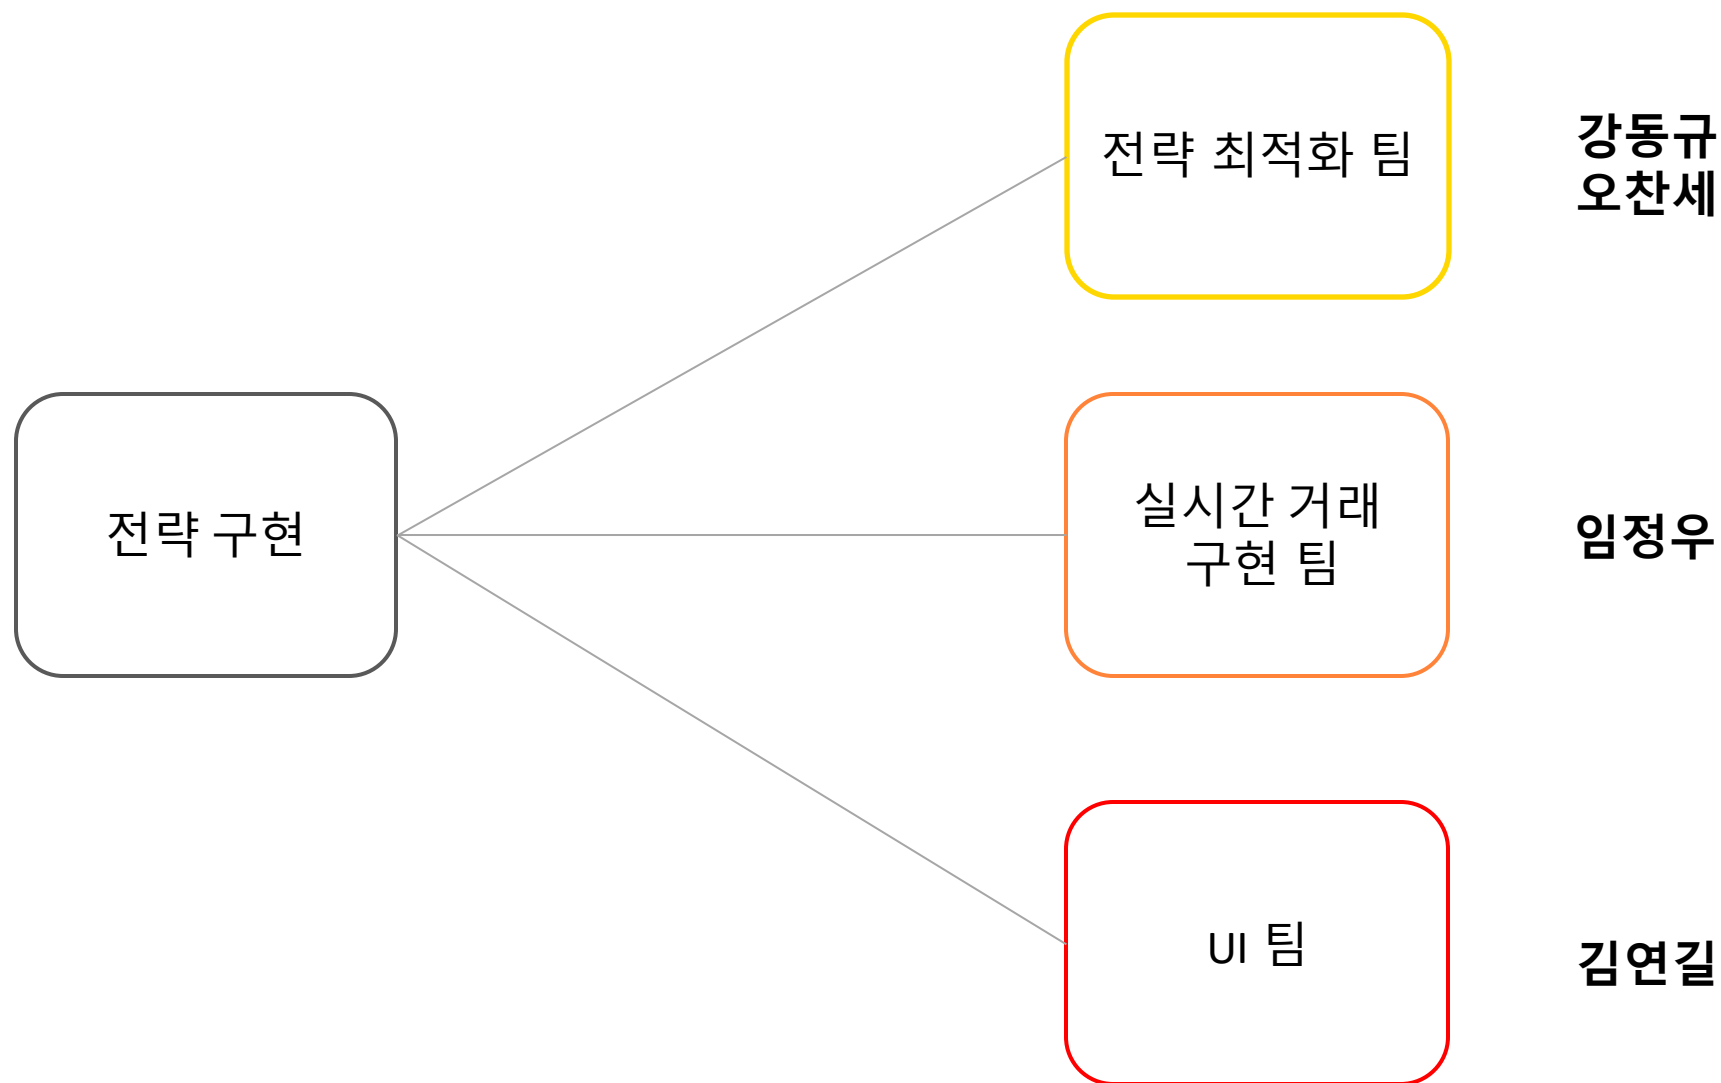 전략 최적화 팀
강동규
오찬세
전략 구현
실시간 거래
구현 팀
임정우
UI 팀
김연길